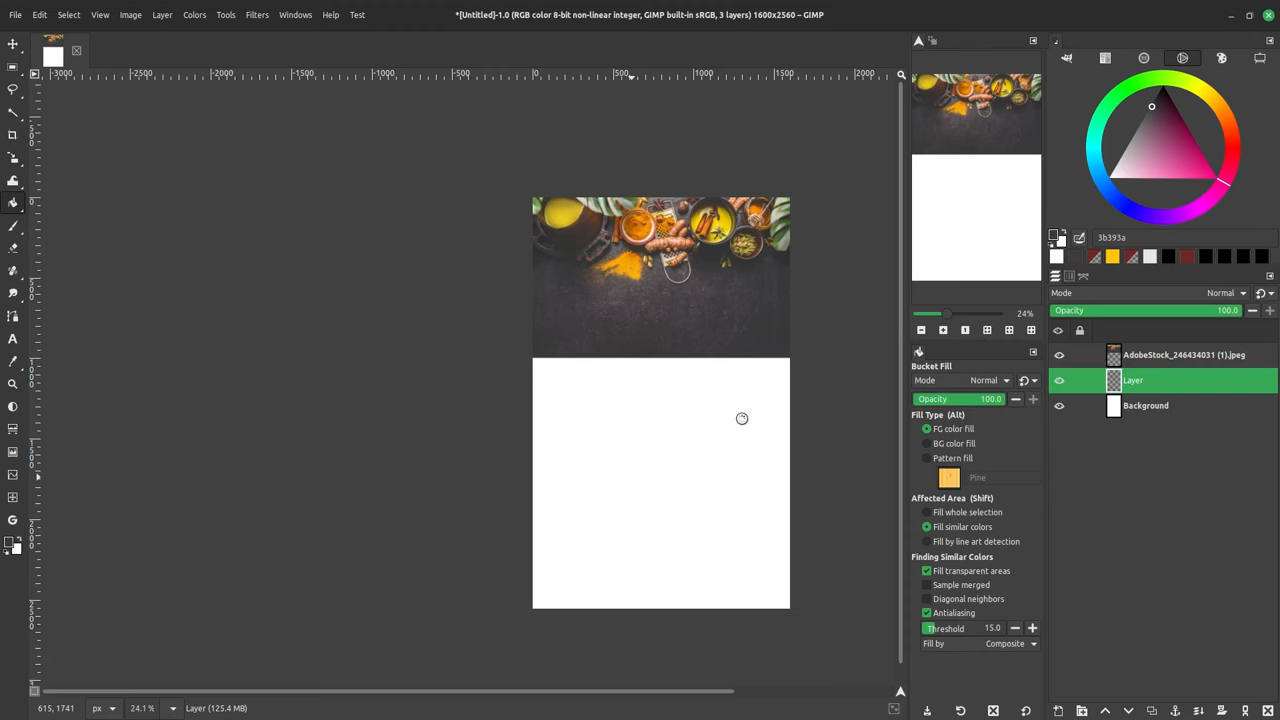 File Edit Select View Image Layer Colors Tools Filters Windows Help Test
*[Untitled]-1.0 (RGB color 8-bit non-linear integer, GIMP built-in sRGB, 3 layers) 1600x2560 – GIMP
-3000 -2500 -2000 -1500 -1000 -500 0 500 1000 1500 2000
3b393a
Mode Normal
Opacity 100.0
24%
AdobeStock_246434031 (1).jpeg
Layer
Background
Bucket Fill
Mode Normal
Opacity 100.0
Fill Type (Alt)
FG color fill
BG color fill
Pattern fill
Pine
Affected Area (Shift)
Fill whole selection
Fill similar colors
Fill by line art detection
Finding Similar Colors
Fill transparent areas
Sample merged
Diagonal neighbors
Antialiasing
Threshold 15.0
Fill by Composite
615, 1741 px 24.1 % Layer (125.4 MB)